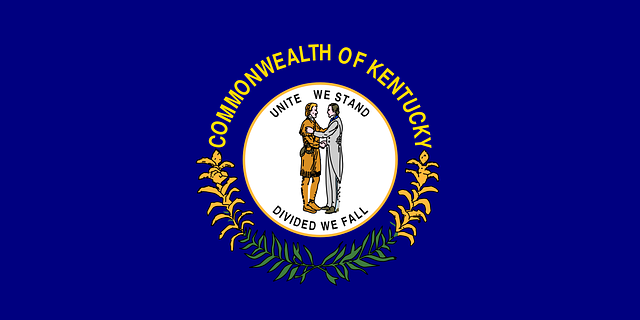 COMMONWEALTH OF KENTUCKY
UNITE WE STAND
DIVIDED WE FALL